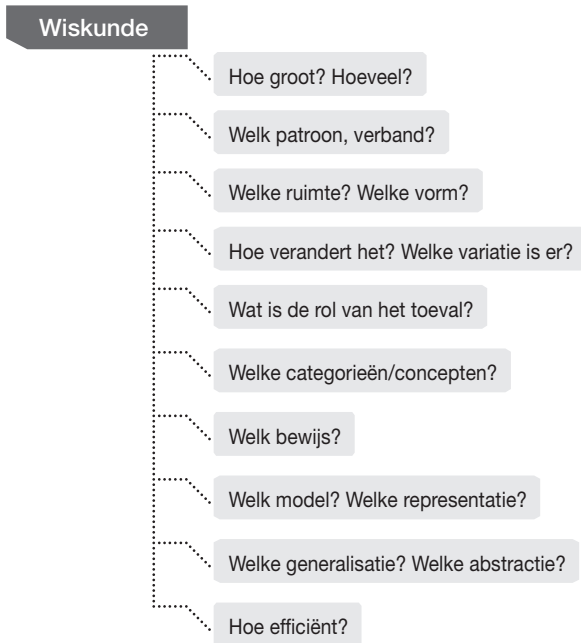 Wiskunde
Hoe groot? Hoeveel?
Welk patroon, verband?
Welke ruimte? Welke vorm?
Hoe verandert het? Welke variatie is er?
Wat is de rol van het toeval?
Welke categorieën/concepten?
Welk bewijs?
Welk model? Welke representatie?
Welke generalisatie? Welke abstractie?
Hoe efficiënt?